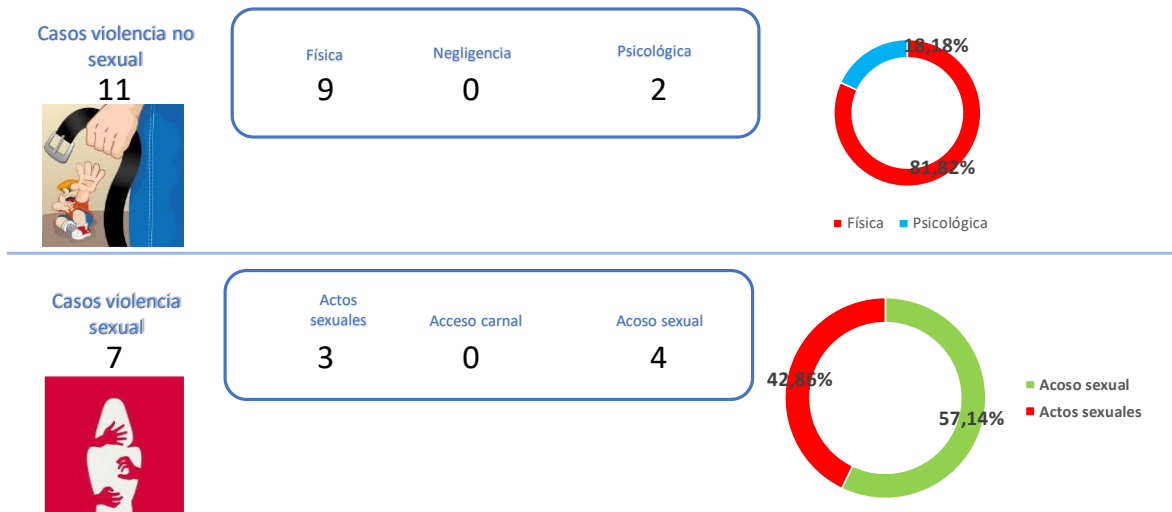 Casos violencia no
sexual
11
Física
Negligencia
Psicológica
9
0
2
18,18%
81,82%
Física
Psicológica
Casos violencia
sexual
7
Actos
sexuales
Acceso carnal
Acoso sexual
3
0
4
42,86%
57,14%
Acoso sexual
Actos sexuales